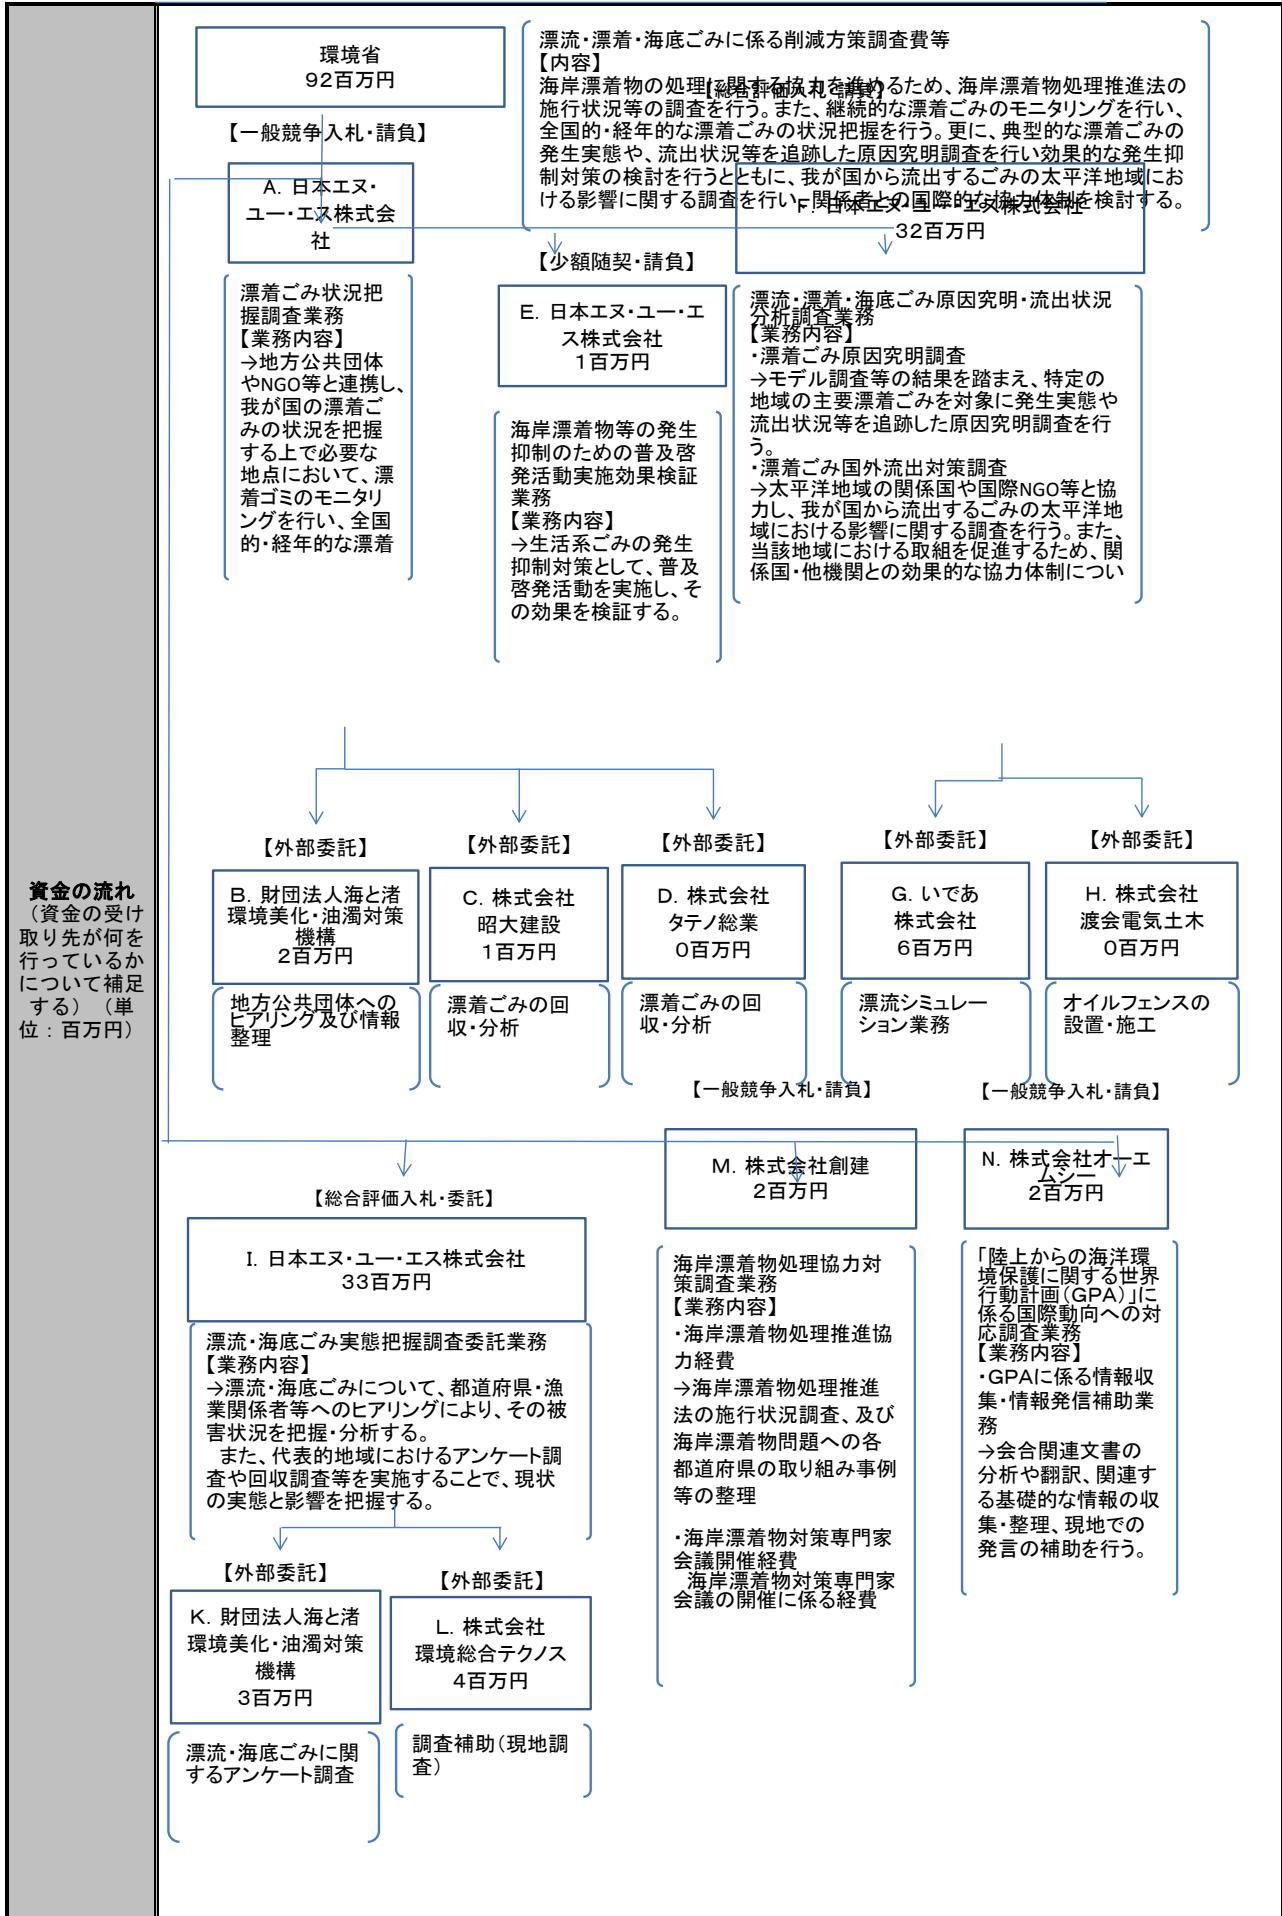 資金の流れ
（資金の受け
取り先が何を
行っているか
について補足
する）　（単
位：百万円）
環境省
92百万円
漂流・漂着・海底ごみに係る削減方策調査費等
【内容】
海岸漂着物の処理に関する協力を進めるため、海岸漂着物処理推進法の
施行状況等の調査を行う。また、継続的な漂着ごみのモニタリングを行い、
全国的・経年的な漂着ごみの状況把握を行う。更に、典型的な漂着ごみの
発生実態や、流出状況等を追跡した原因究明調査を行い効果的な発生抑
制対策の検討を行うとともに、我が国から流出するごみの太平洋地域にお
ける影響に関する調査を行い、関係者との国際的な協力体制を検討する。
【総合評価入札・請負】
【一般競争入札・請負】
A. 日本エヌ・
ユー・エス株式会
社
漂着ごみ状況把
握調査業務
【業務内容】
→地方公共団体
やNGO等と連携し、
我が国の漂着ご
みの状況を把握
する上で必要な
地点において、漂
着ゴミのモニタリ
ングを行い、全国
的・経年的な漂着
【少額随契・請負】
E. 日本エヌ・ユー・エ
ス株式会社
1百万円
海岸漂着物等の発生
抑制のための普及啓
発活動実施効果検証
業務
【業務内容】
→生活系ごみの発生
抑制対策として、普及
啓発活動を実施し、そ
の効果を検証する。
F. 日本エヌ・ユー・エス株式会社
32百万円
漂流・漂着・海底ごみ原因究明・流出状況
分析調査業務
【業務内容】
・漂着ごみ原因究明調査
→モデル調査等の結果を踏まえ、特定の
地域の主要漂着ごみを対象に発生実態や
流出状況等を追跡した原因究明調査を行
う。
・漂着ごみ国外流出対策調査
→太平洋地域の関係国や国際NGO等と協
力し、我が国から流出するごみの太平洋地
域における影響に関する調査を行う。また、
当該地域における取組を促進するため、関
係国・他機関との効果的な協力体制につい
【外部委託】
B. 財団法人海と渚
環境美化・油濁対策
機構
2百万円
地方公共団体への
ヒアリング及び情報
整理
【外部委託】
C. 株式会社
昭大建設
1百万円
漂着ごみの回
収・分析
【外部委託】
D. 株式会社
タテノ総業
0百万円
漂着ごみの回
収・分析
【外部委託】
G. いであ
株式会社
6百万円
漂流シミュレー
ション業務
【外部委託】
H. 株式会社
渡会電気土木
0百万円
オイルフェンスの
設置・施工
【総合評価入札・委託】
I. 日本エヌ・ユー・エス株式会社
33百万円
漂流・海底ごみ実態把握調査委託業務
【業務内容】
→漂流・海底ごみについて、都道府県・漁
業関係者等へのヒアリングにより、その被
害状況を把握・分析する。
　また、代表的地域におけるアンケート調
査や回収調査等を実施することで、現状
の実態と影響を把握する。
【外部委託】
K. 財団法人海と渚
環境美化・油濁対策
機構
3百万円
漂流・海底ごみに関
するアンケート調査
【外部委託】
L. 株式会社
環境総合テクノス
4百万円
調査補助（現地調
査）
【一般競争入札・請負】
M. 株式会社創建
2百万円
海岸漂着物処理協力対
策調査業務
【業務内容】
・海岸漂着物処理推進協
力経費
→海岸漂着物処理推進
法の施行状況調査、及び
海岸漂着物問題への各
都道府県の取り組み事例
等の整理
・海岸漂着物対策専門家
会議開催経費
　海岸漂着物対策専門家
会議の開催に係る経費
【一般競争入札・請負】
N. 株式会社オーエ
ムシー
2百万円
「陸上からの海洋環
境保護に関する世界
行動計画（GPA）」に
係る国際動向への対
応調査業務
【業務内容】
・GPAに係る情報収
集・情報発信補助業
務
→会合関連文書の
分析や翻訳、関連す
る基礎的な情報の収
集・整理、現地での
発言の補助を行う。